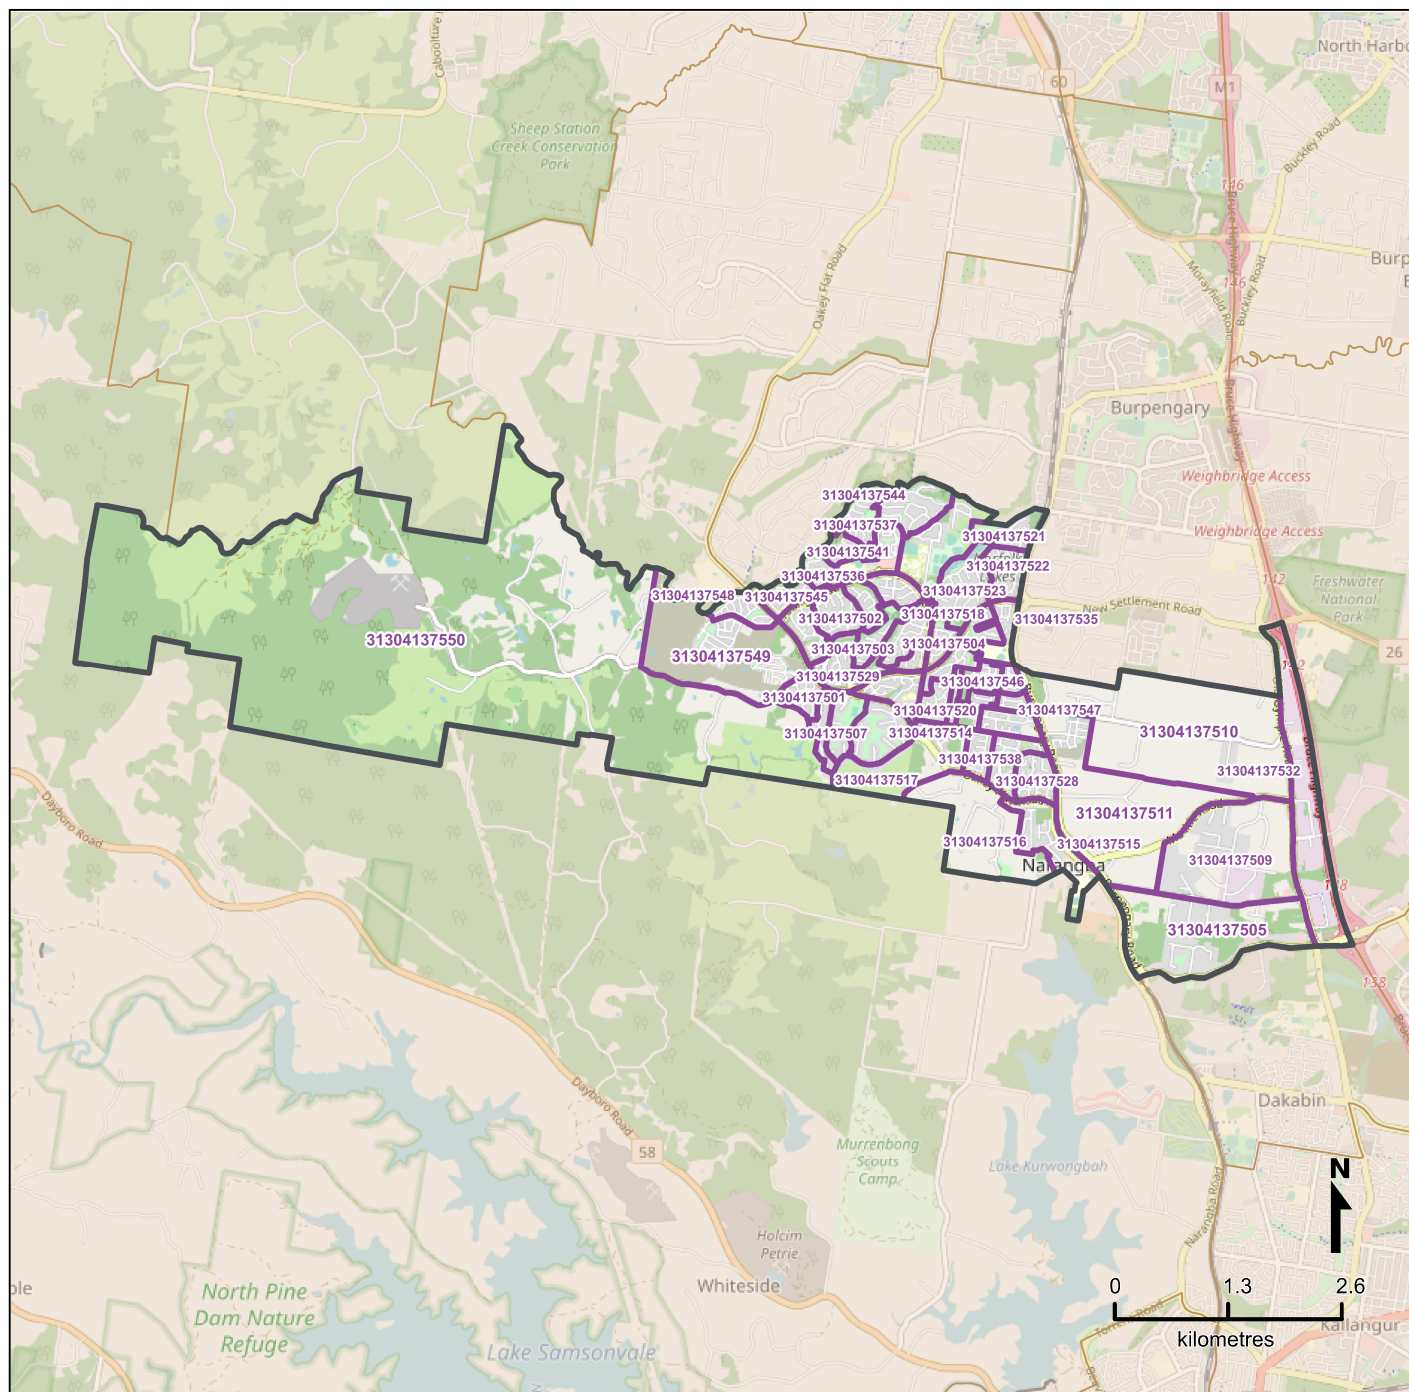 North Harbo
Caboolture
60
M1
Sheep Station
Creek Conservation
Park
Buckley Road
146
Bruce Highway
Burp
146
Oakey Flat Road
Morayfield Road
Buckley Road
Bruce Highway
Burpengary
Weighbridge Access
31304137544
31304137537
31304137521
Weighbridge Access
31304137541
31304137522
31304137536
142
Freshwater
National
Park
31304137548
31304137545
31304137523
New Settlement Road
31304137502
31304137518
31304137535
31304137550
31304137503
31304137504
26
31304137549
31304137529
31304137546
31304137501
31304137520
31304137547
31304137507
31304137514
31304137510
31304137538
31304137532
31304137517
31304137528
Dayboro Road
31304137511
31304137516
31304137515
31304137509
Narangba
138
31304137505
138
Dayboro Road
Dakabin
58
Murrenbong
Scouts
Camp
Lake Kurwongbah
N
Narangba Road
Holcim
Petrie
Whiteside
North Pine
Dam Nature
Refuge
0 1.3 2.6
kilometres
Kallangur
Lake Samsonvale